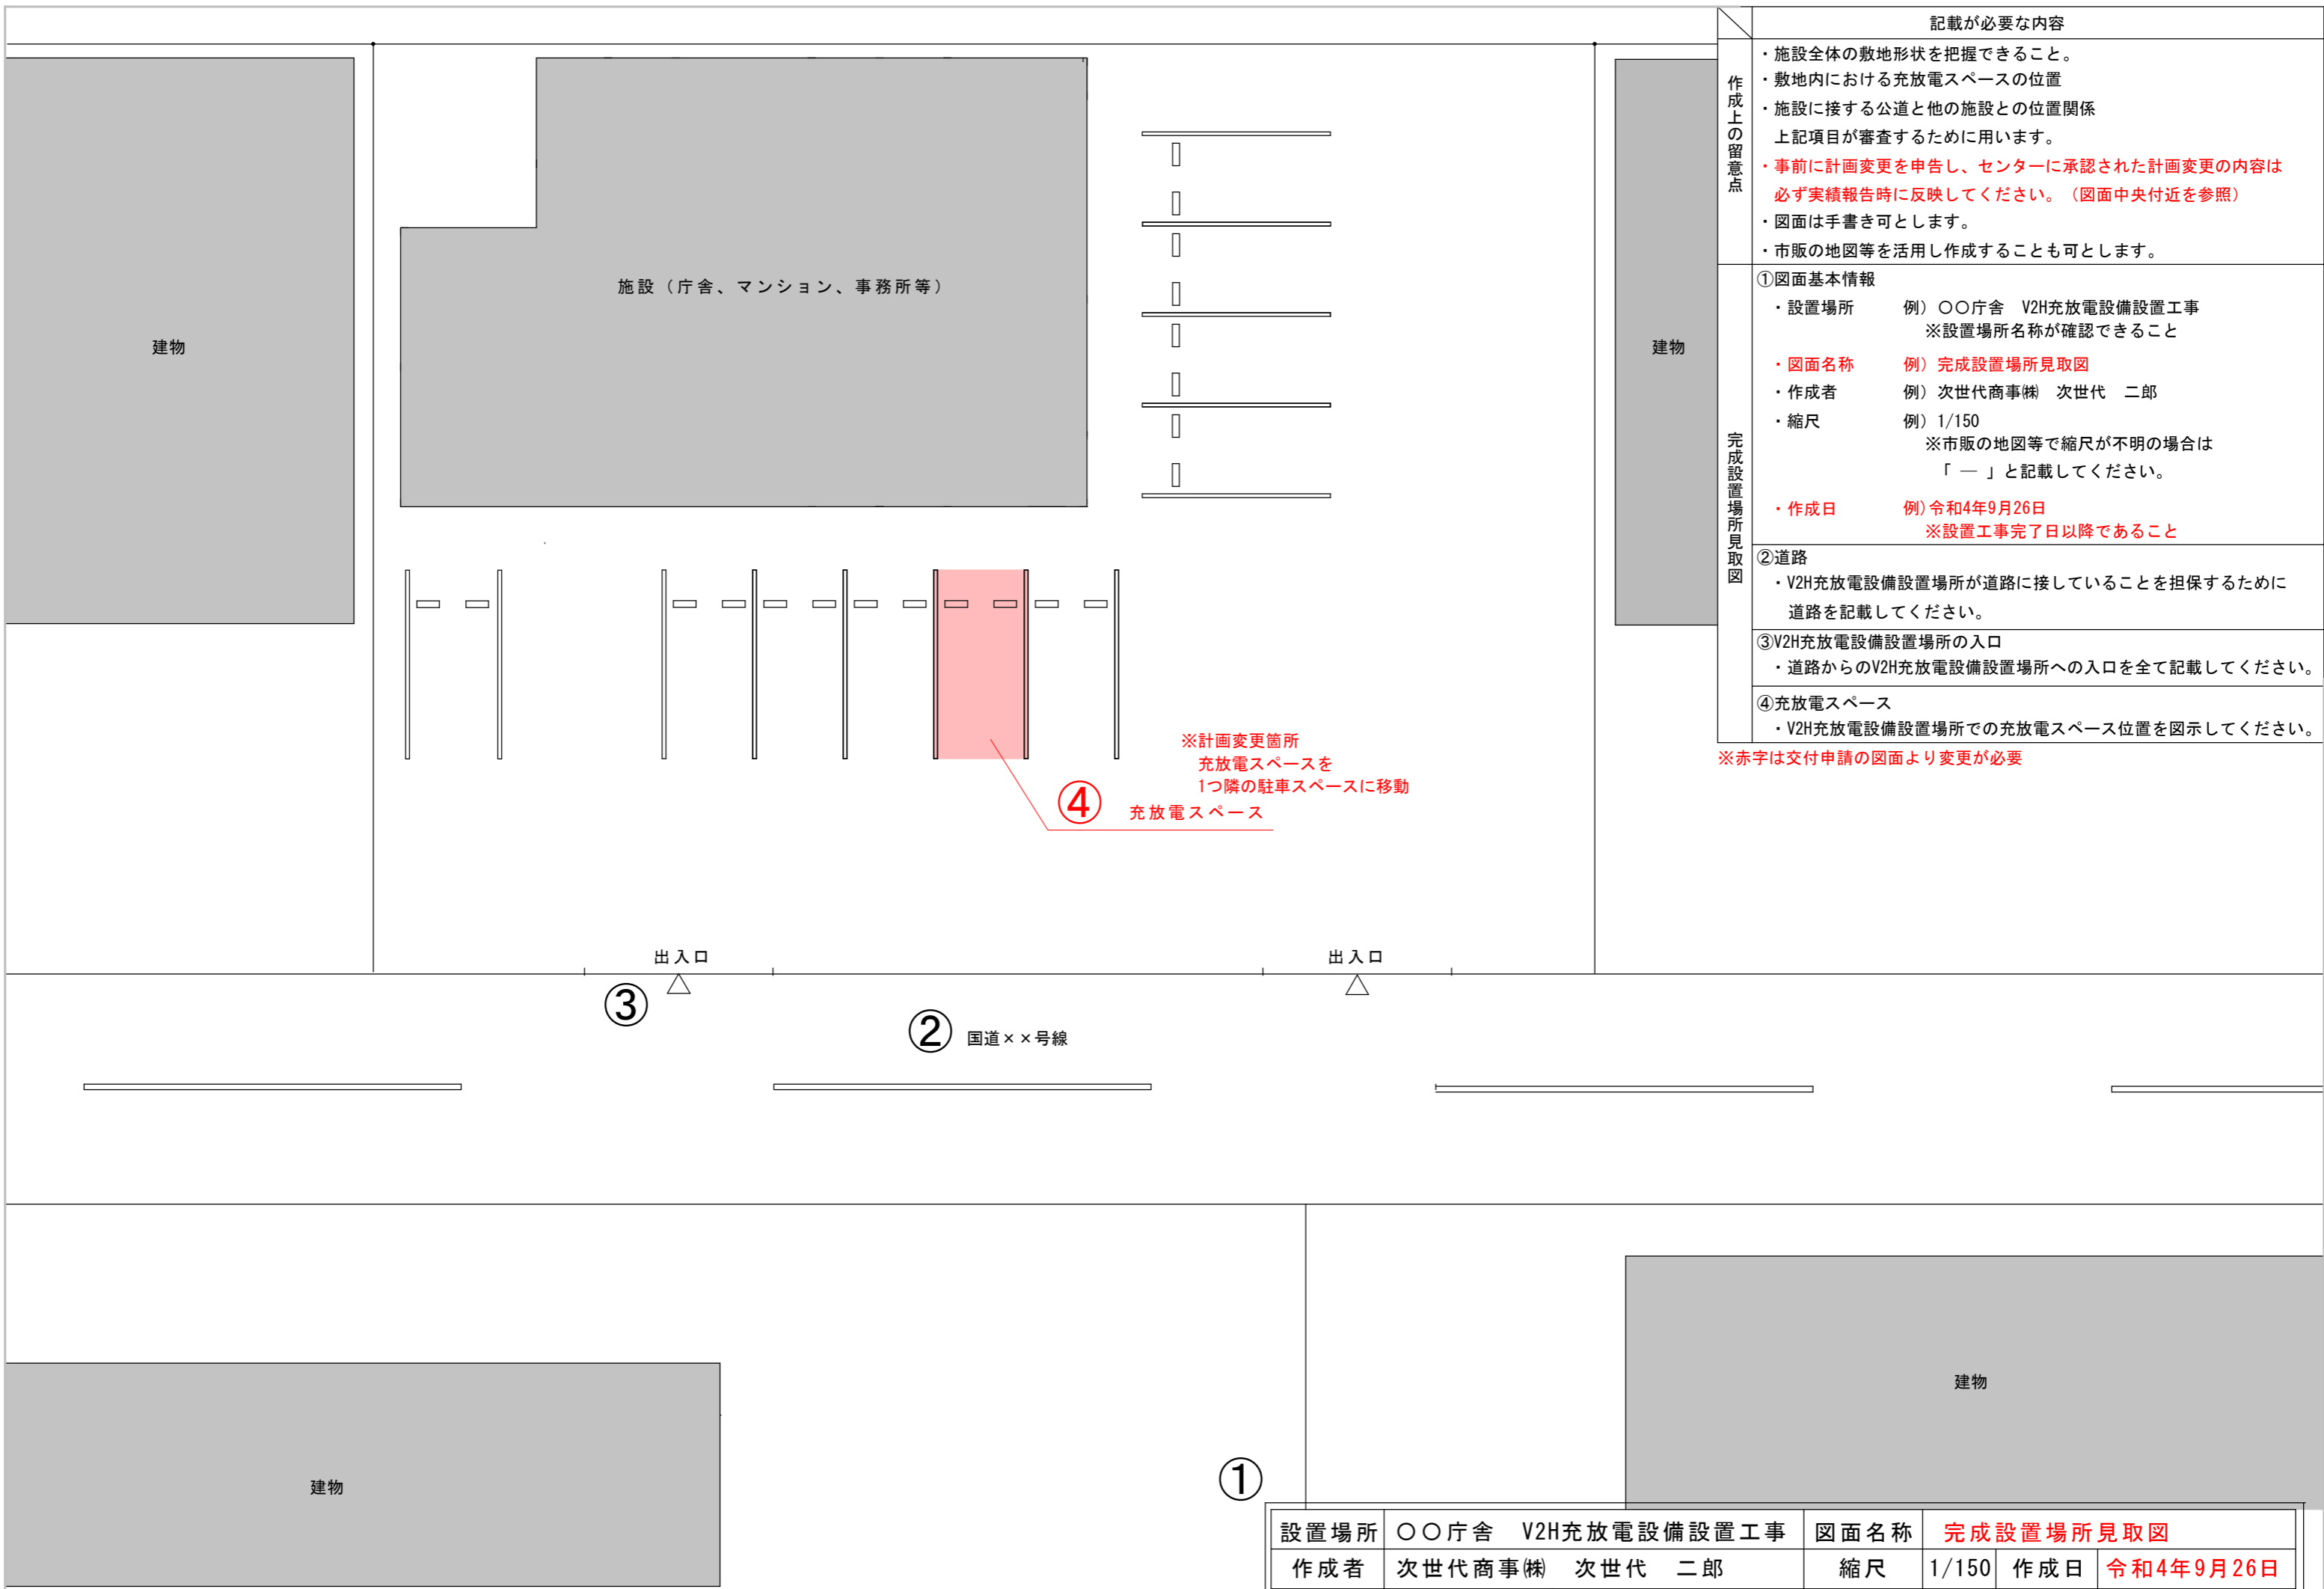 記載が必要な内容
作成上の留意点
・施設全体の敷地形状を把握できること。
・敷地内における充放電スペースの位置
・施設に接する公道と他の施設との位置関係
上記項目が審査するために用います。
・事前に計画変更を申告し、センターに承認された計画変更の内容は
必ず実績報告時に反映してください。（図面中央付近を参照）
・図面は手書き可とします。
・市販の地図等を活用し作成することも可とします。
完成設置場所見取図
①図面基本情報
・設置場所 例）〇〇庁舎 V2H充放電設備設置工事
※設置場所名称が確認できること
・図面名称 例）完成設置場所見取図
・作成者 例）次世代商事㈱ 次世代 二郎
・縮尺 例）1/150
※市販の地図等で縮尺が不明の場合は
「 ― 」と記載してください。
・作成日 例）令和4年9月26日
※設置工事完了日以降であること
②道路
・V2H充放電設備設置場所が道路に接していることを担保するために
道路を記載してください。
③V2H充放電設備設置場所の入口
・道路からのV2H充放電設備設置場所への入口を全て記載してください。
④充放電スペース
・V2H充放電設備設置場所での充放電スペース位置を図示してください。
※赤字は交付申請の図面より変更が必要
建物
施設（庁舎、マンション、事務所等）
建物
※計画変更箇所
充放電スペースを
1つ隣の駐車スペースに移動
④ 充放電スペース
出入口
出入口
③
② 国道××号線
建物
建物
①
設置場所 〇〇庁舎 V2H充放電設備設置工事 図面名称 完成設置場所見取図
作成者 次世代商事㈱ 次世代 二郎 縮尺 1/150 作成日 令和4年9月26日